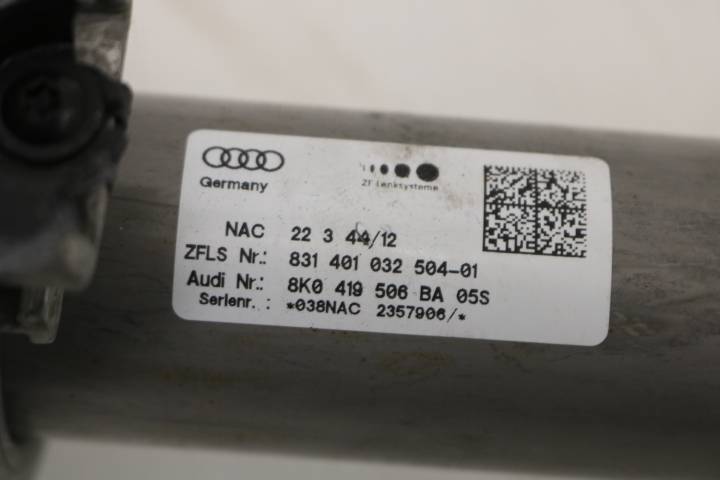 Germany
ZF Lenksysteme
NAC 22 3 44/12
ZFLS Nr.: 831 401 032 504-01
Audi Nr.: 8K0 419 506 BA 05S
Serienr. : *038NAC 2357906/*